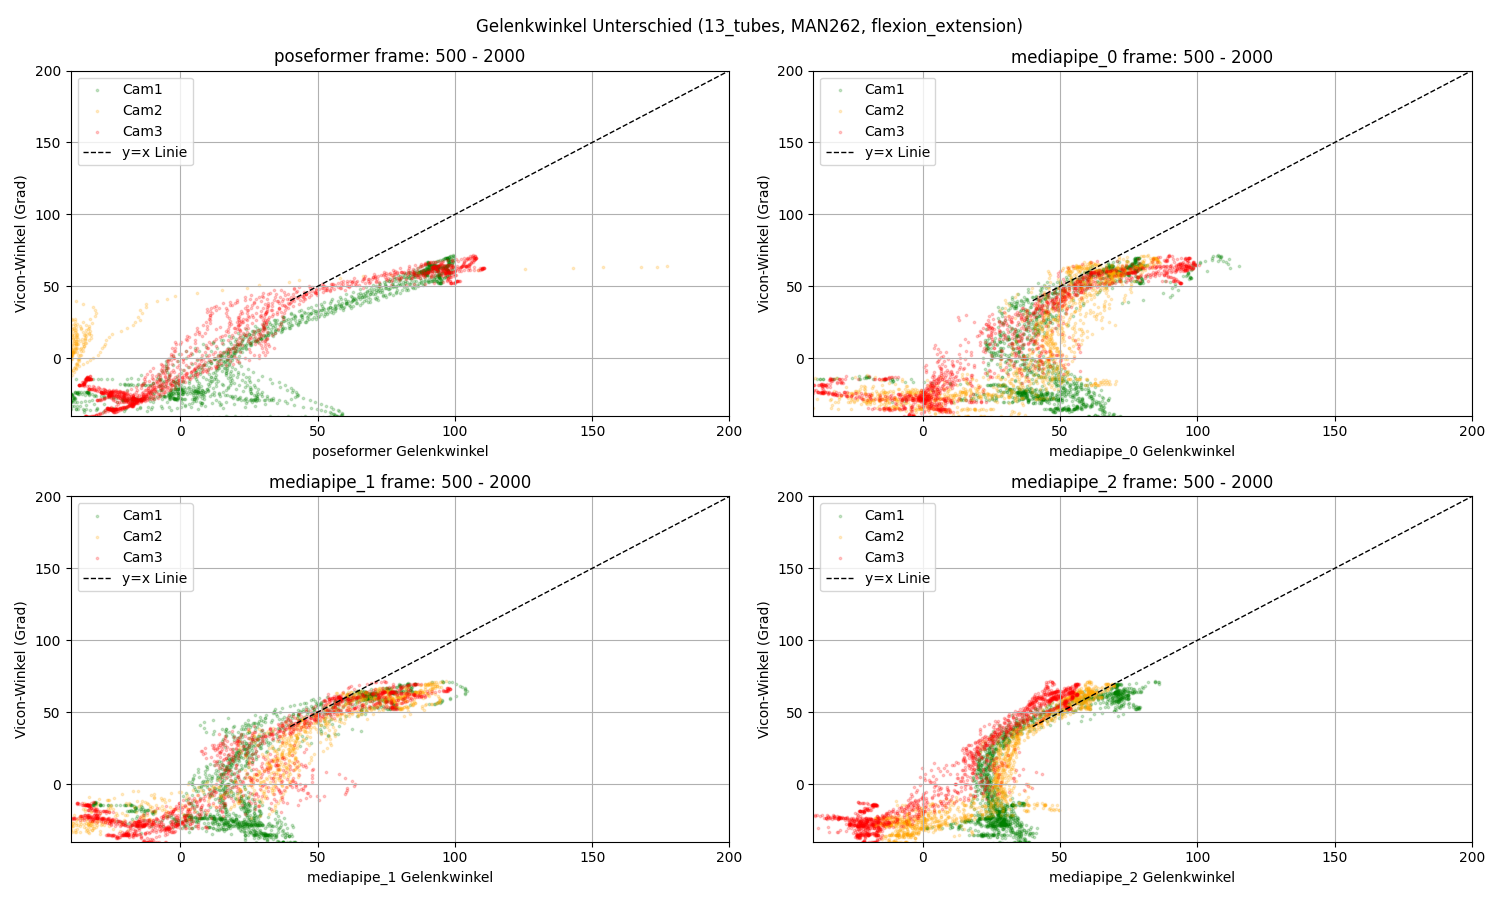 Gelenkwinkel Unterschied (13_tubes, MAN262, flexion_extension)
poseformer frame: 500 - 2000
200
150
100
50
0
Vicon-Winkel (Grad)
Cam1
Cam2
Cam3
y=x Linie
0
50
100
150
200
poseformer Gelenkwinkel
mediapipe_0 frame: 500 - 2000
200
150
100
50
0
Vicon-Winkel (Grad)
Cam1
Cam2
Cam3
y=x Linie
0
50
100
150
200
mediapipe_0 Gelenkwinkel
mediapipe_1 frame: 500 - 2000
200
150
100
50
0
Vicon-Winkel (Grad)
Cam1
Cam2
Cam3
y=x Linie
0
50
100
150
200
mediapipe_1 Gelenkwinkel
mediapipe_2 frame: 500 - 2000
200
150
100
50
0
Vicon-Winkel (Grad)
Cam1
Cam2
Cam3
y=x Linie
0
50
100
150
200
mediapipe_2 Gelenkwinkel